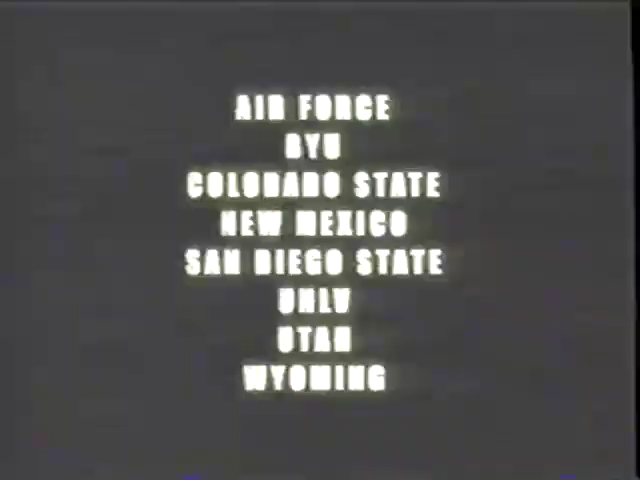 AIR FORCE
BYU
COLORADO STATE
NEW MEXICO
SAN DIEGO STATE
UNLV
UTAH
WYOMING